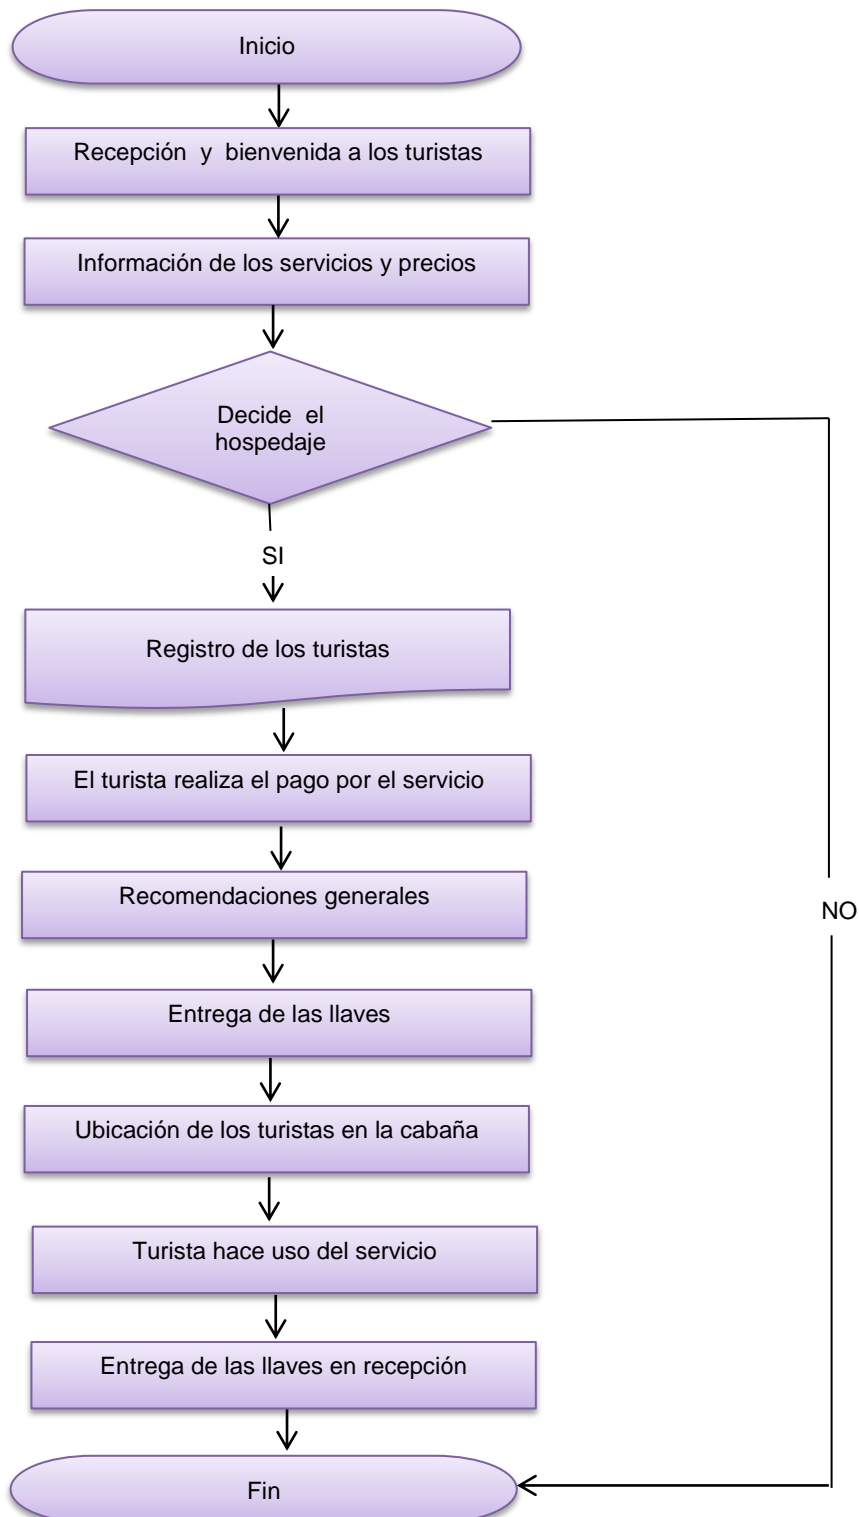 Inicio
Recepción y bienvenida a los turistas
Información de los servicios y precios
Decide el
hospedaje
SI
Registro de los turistas
El turista realiza el pago por el servicio
Recomendaciones generales
NO
Entrega de las llaves
Ubicación de los turistas en la cabaña
Turista hace uso del servicio
Entrega de las llaves en recepción
Fin